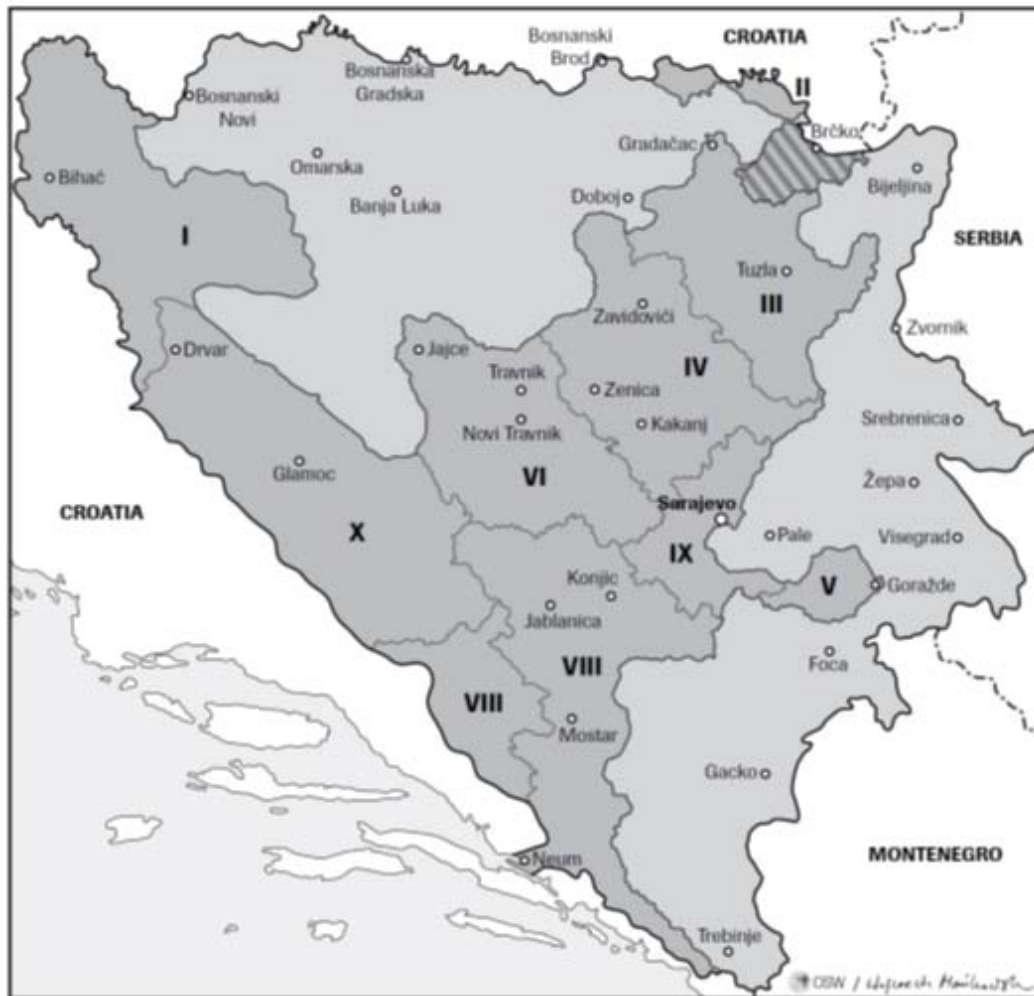 CROATIA
Bosnanski
Brod
Bosnanska
Gradska
II
Bosnanski
Novi
Brčko
Gradačac
Omarska
Bihać
Banja Luka
Doboj
Bijeljina
I
SERBIA
Tuzla
III
Zavidovići
Zvornik
Drvar
Jajce
IV
Travnik
Zenica
Novi Travnik
Kakanj
Srebrenica
Glamoc
VI
Žepa
Sarajevo
CROATIA
X
Pale
Visegrad
IX
Konjic
V
Goražde
Jablanica
VIII
Foca
VIII
Mostar
Gacko
Neum
MONTENEGRO
Trebinje
OSW /